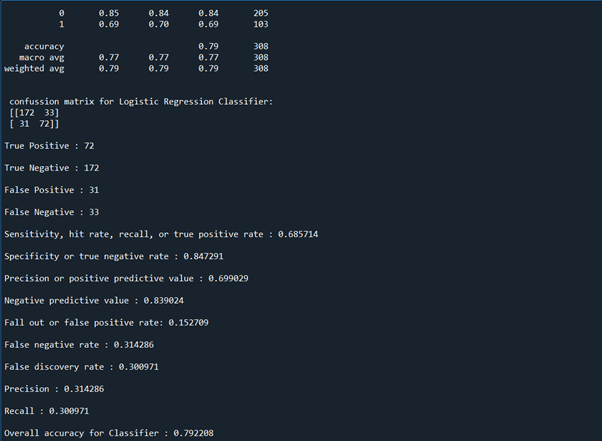 0 0.85 0.84 0.84 205
1 0.69 0.70 0.69 103
accuracy 0.79 308
macro avg 0.77 0.77 0.77 308
weighted avg 0.79 0.79 0.79 308
confussion matrix for Logistic Regression Classifier:
[[172 33]
[ 31 72]]
True Positive : 72
True Negative : 172
False Positive : 31
False Negative : 33
Sensitivity, hit rate, recall, or true positive rate : 0.685714
Specificity or true negative rate : 0.847291
Precision or positive predictive value : 0.699029
Negative predictive value : 0.839024
Fall out or false positive rate: 0.152709
False negative rate : 0.314286
False discovery rate : 0.300971
Precision : 0.314286
Recall : 0.300971
Overall accuracy for Classifier : 0.792208